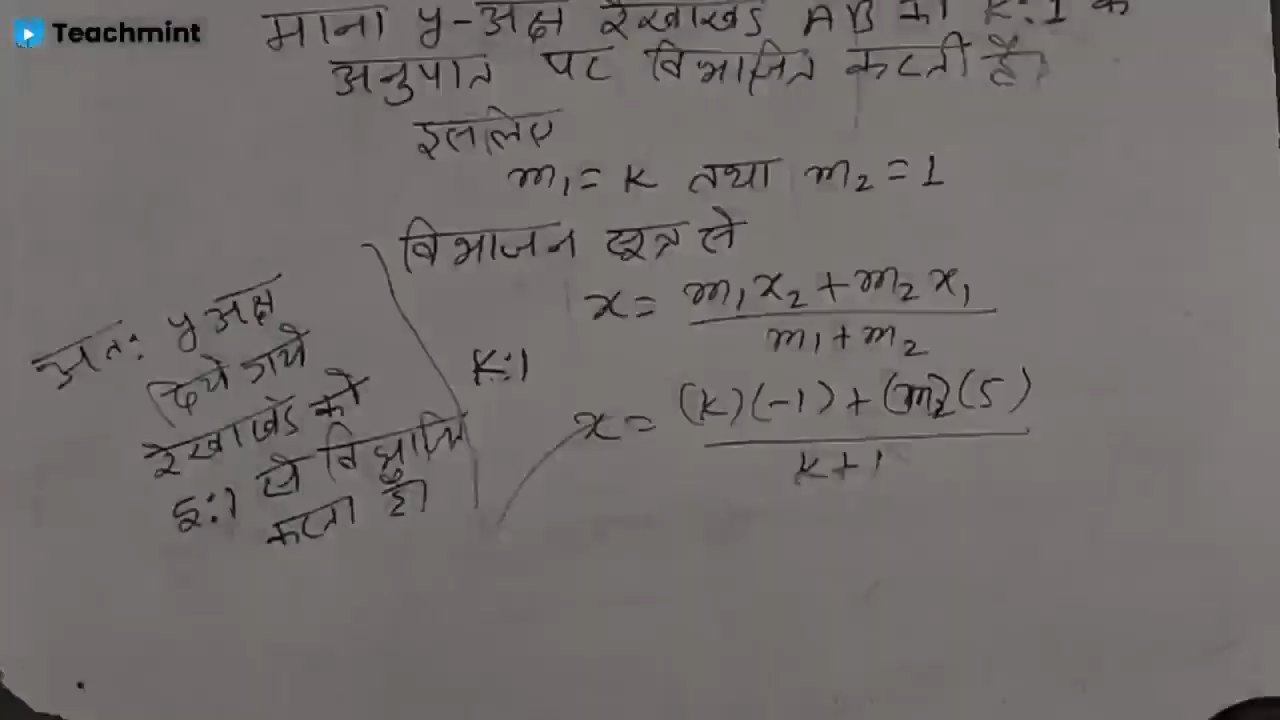 Teachmint
माना y-अक्ष रेखाखंड AB को K:1 के
अनुपात पर विभाजित करती है।
इसलिए
m₁ = K तथा m₂ = 1
विभाजन सूत्र से
x = (m₁x₂ + m₂x₁) / (m₁ + m₂)
K:1
x = ((K)(-1) + (m₂)(5)) / (K+1)
अतः y अक्ष
दिये गये
रेखाखंड को
5:1 से विभाजित
करता है।